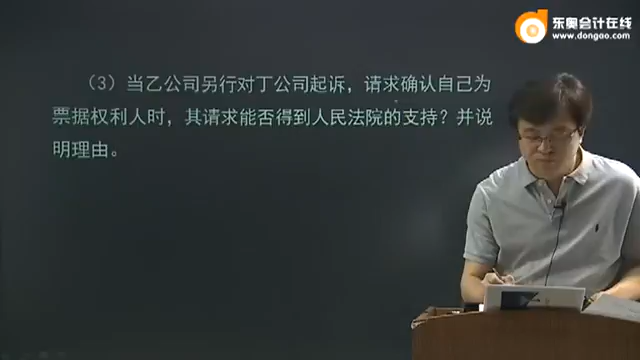 东奥会计在线
www.dongao.com
（3）当乙公司另行对丁公司起诉，请求确认自己为
票据权利人时，其请求能否得到人民法院的支持？并说
明理由。